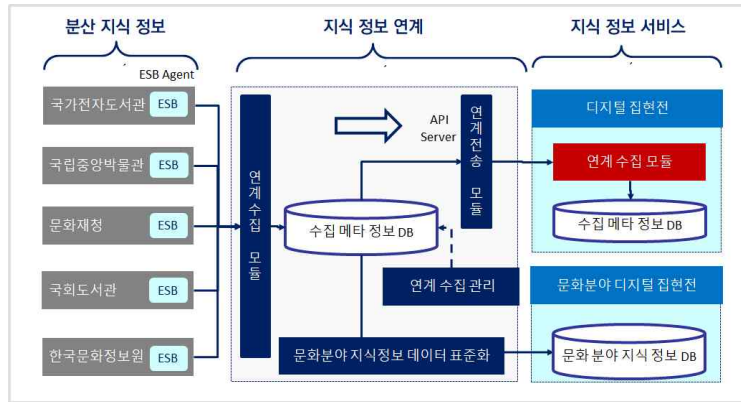 분산 지식 정보
지식 정보 연계
지식 정보 서비스
ESB Agent
국가전자도서관 ESB
국립중앙박물관 ESB
문화재청 ESB
국회도서관 ESB
한국문화정보원 ESB
연계수집 모듈
API
Server
연계전송 모듈
수집 메타 정보 DB
연계 수집 관리
문화분야 지식정보 데이터 표준화
디지털 집현전
연계 수집 모듈
수집 메타 정보 DB
문화분야 디지털 집현전
문화 분야 지식 정보 DB